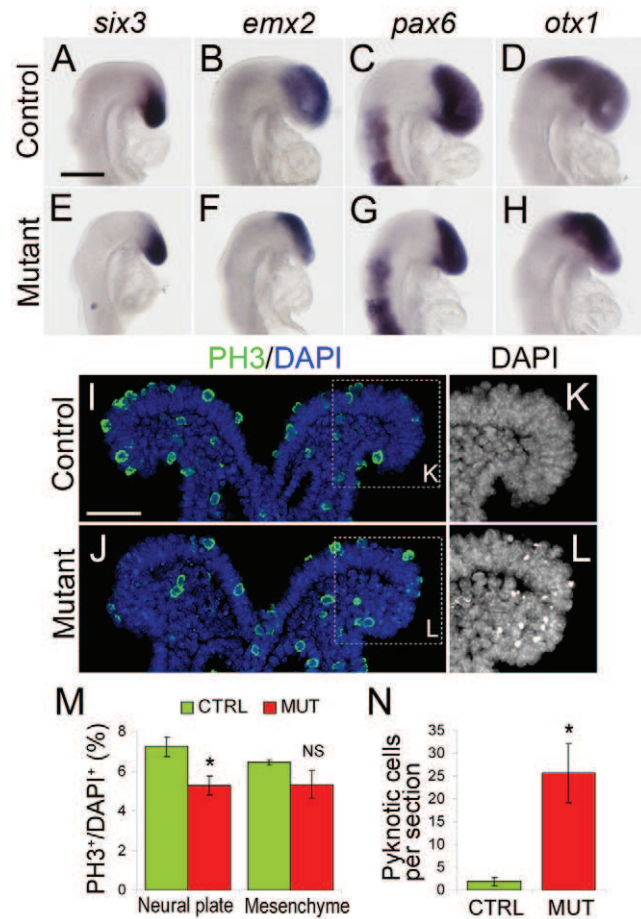 six3 emx2 pax6 otx1
Control
A B C D
Mutant
E F G H
PH3/DAPI DAPI
Control
I K K
Mutant
J L L
M
CTRL MUT
PH3⁺/DAPI⁺ (%)
8
6
4
2
0
* NS
Neural plate Mesenchyme
N
Pyknotic cells
per section
35
30
25
20
15
10
5
0
*
CTRL MUT